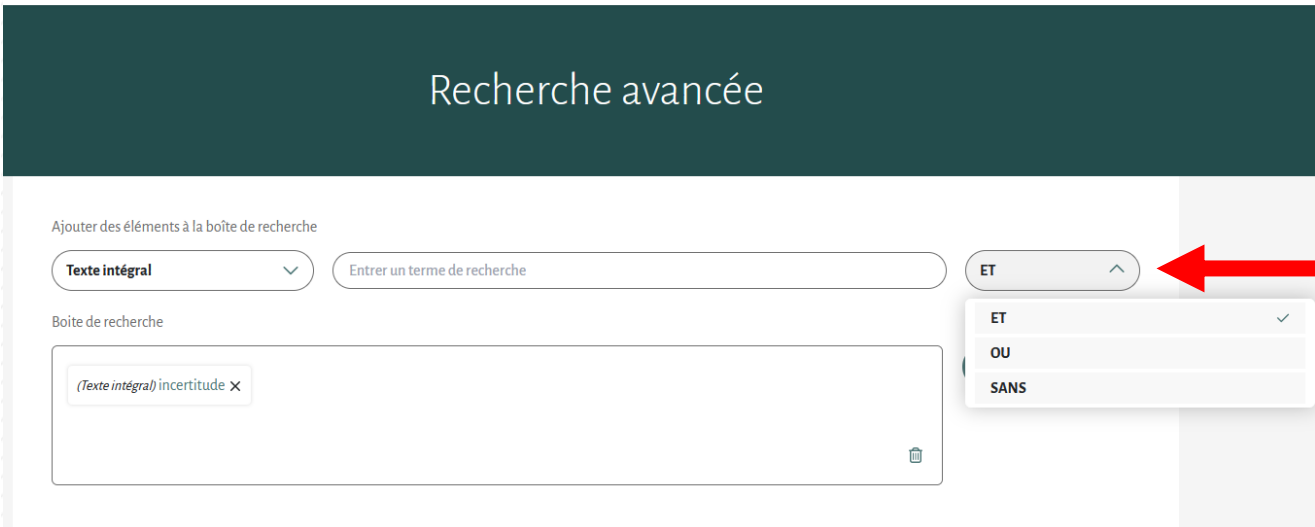 Recherche avancée
Ajouter des éléments à la boîte de recherche
Texte intégral
Entrer un terme de recherche
ET
Boite de recherche
ET
OU
SANS
(Texte intégral) incertitude